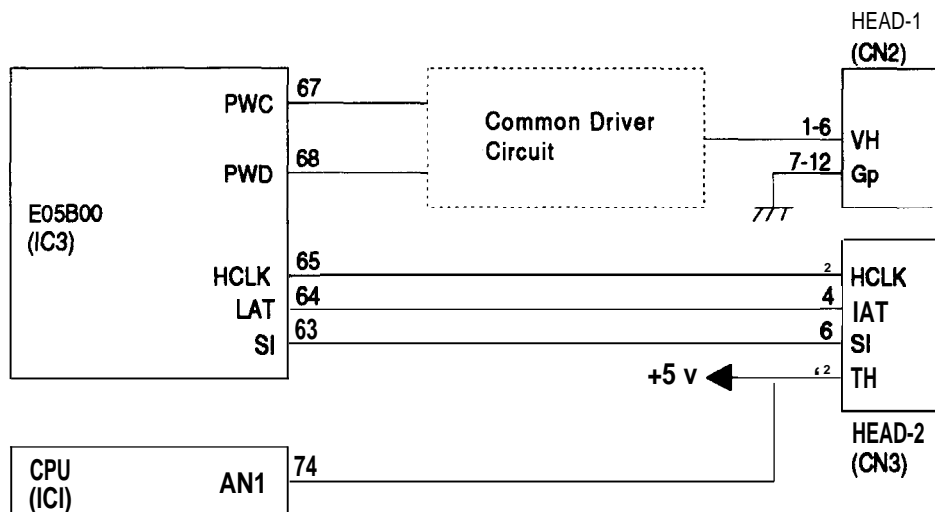 HEAD-1
(CN2)
PWC 67
PWD 68
E05B00
(IC3)
HCLK 65
LAT 64
SI 63
Common Driver
Circuit
1-6 VH
7-12 Gp
2 HCLK
4 IAT
6 SI
+5 v
2 TH
HEAD-2
(CN3)
CPU
(ICI)
AN1 74